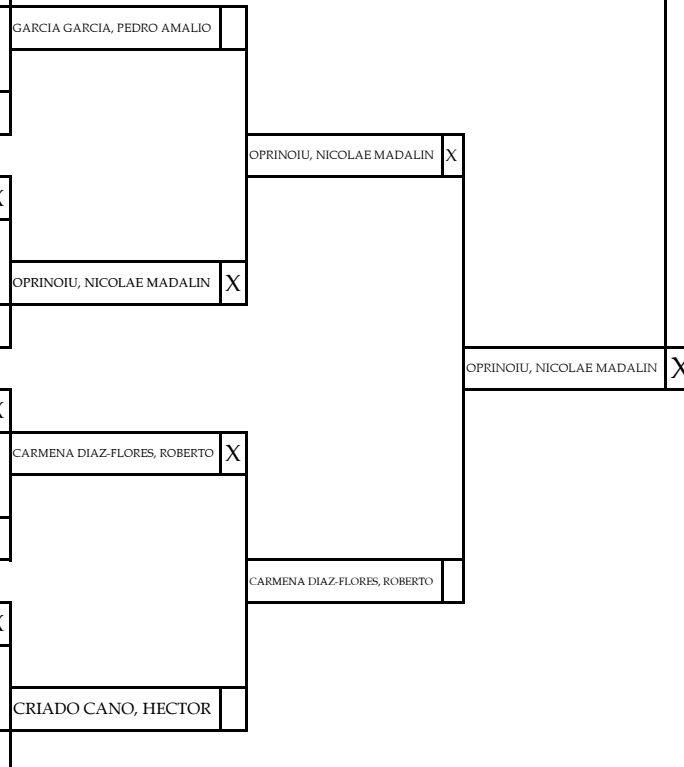 GARCIA GARCIA, PEDRO AMALIO
OPRINOIU, NICOLAE MADALIN X
X
OPRINOIU, NICOLAE MADALIN X
OPRINOIU, NICOLAE MADALIN X
X
CARMENA DIAZ-FLORES, ROBERTO X
CARMENA DIAZ-FLORES, ROBERTO
X
CRIADO CANO, HECTOR